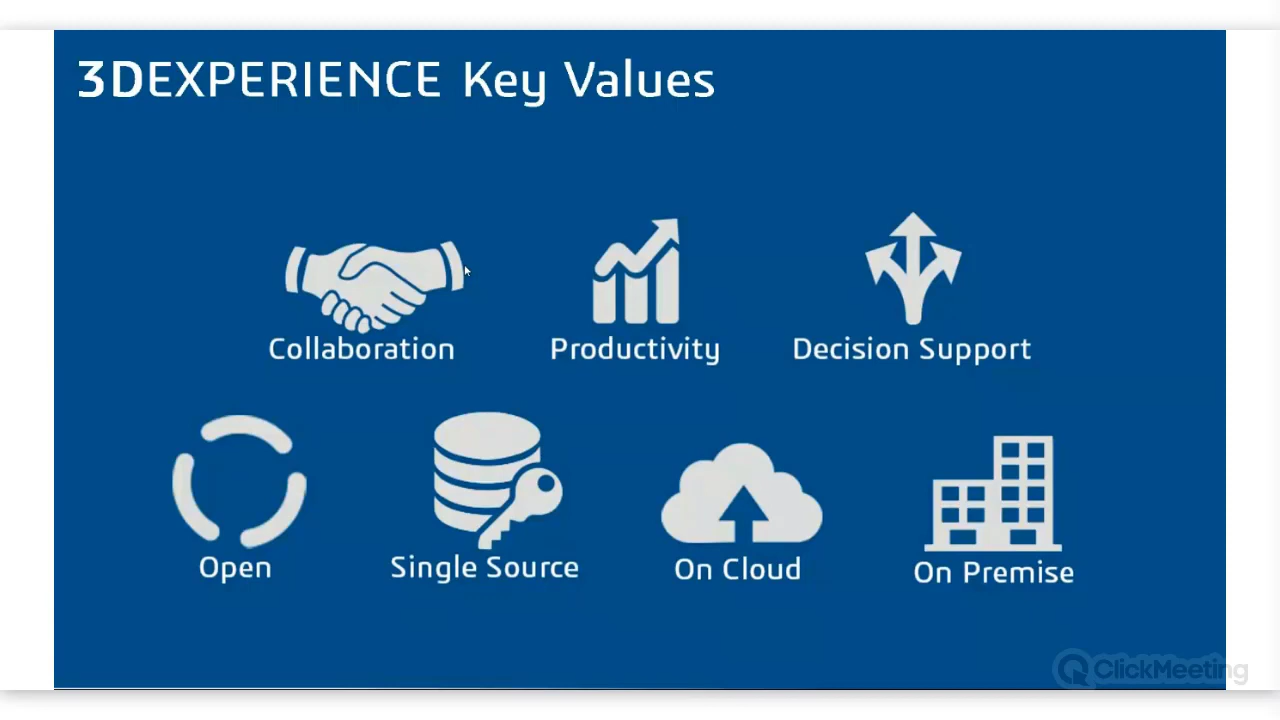 3DEXPERIENCE Key Values
Collaboration
Productivity
Decision Support
Open
Single Source
On Cloud
On Premise
ClickMeeting